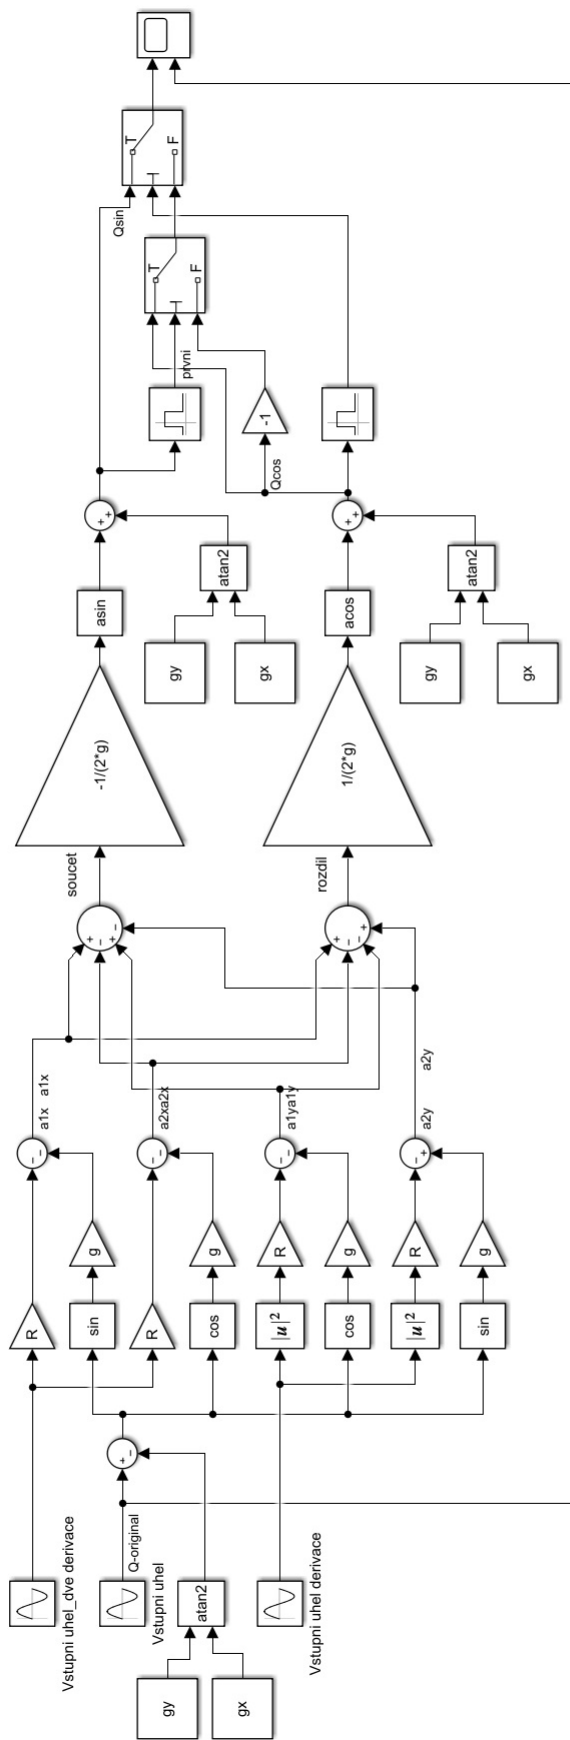 Vstupni uhel_dve derivace
Q-original
Vstupni uhel
gy
gx
atan2
Vstupni uhel derivace
+
-
R
sin
g
R
cos
g
|u|²
R
cos
g
|u|²
R
sin
g
-
-
a1x a1x
-
-
a2xa2x
-
-
a1ya1y
-
+
a2y a2y
+
-
+
-
soucet
-1/(2*g)
asin
gy
gx
atan2
+
+
+
-
-
+
rozdil
1/(2*g)
acos
gy
gx
atan2
+
+
Qcos
-1
prvni
T
F
Qsin
T
F